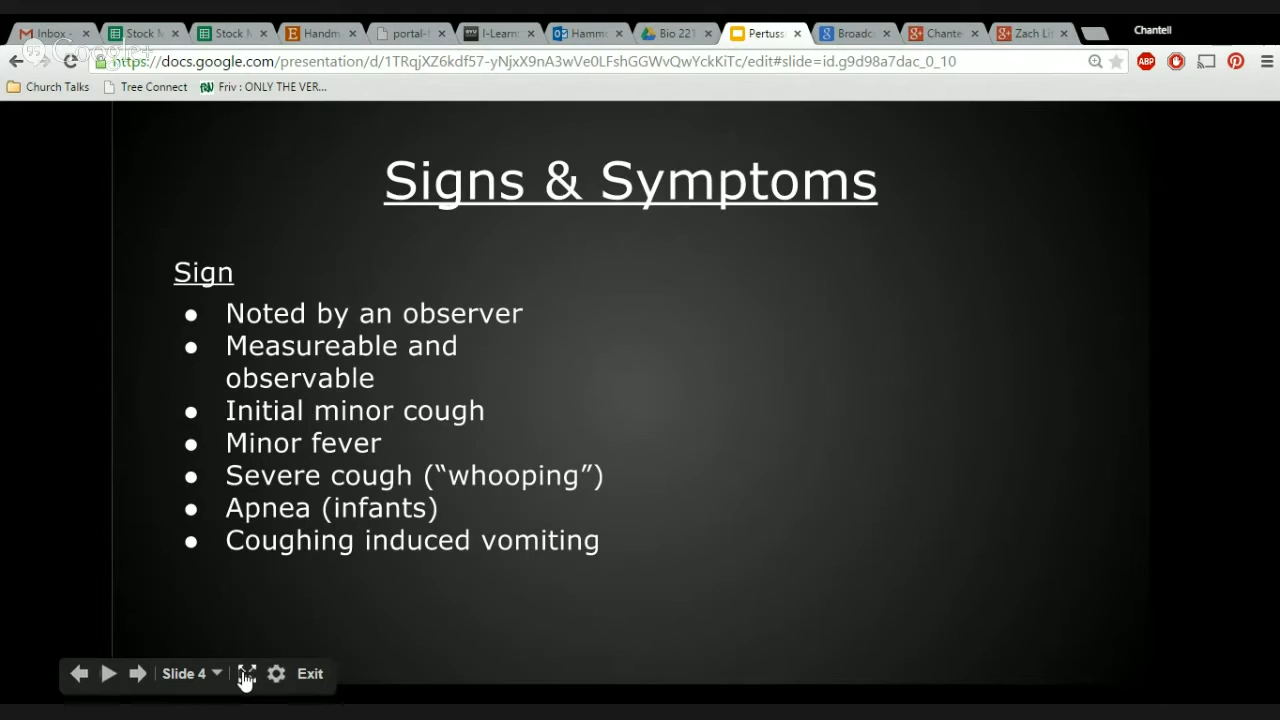 Inbox -
Stock M
Stock M
Handm
portal-
I-Learn
Hammo
Bio 221
Pertuss
Broadc
Chante
Zach Li
Chantell
Google+
https://docs.google.com/presentation/d/1TRqjXZ6kdf57-yNjxX9nA3wVe0LFshGGWvQwYckKiTc/edit#slide=id.g9d98a7dac_0_10
ABP
Church Talks
Tree Connect
Friv : ONLY THE VER...
Signs & Symptoms
Sign
● Noted by an observer
● Measureable and
observable
● Initial minor cough
● Minor fever
● Severe cough (“whooping”)
● Apnea (infants)
● Coughing induced vomiting
Slide 4
Exit